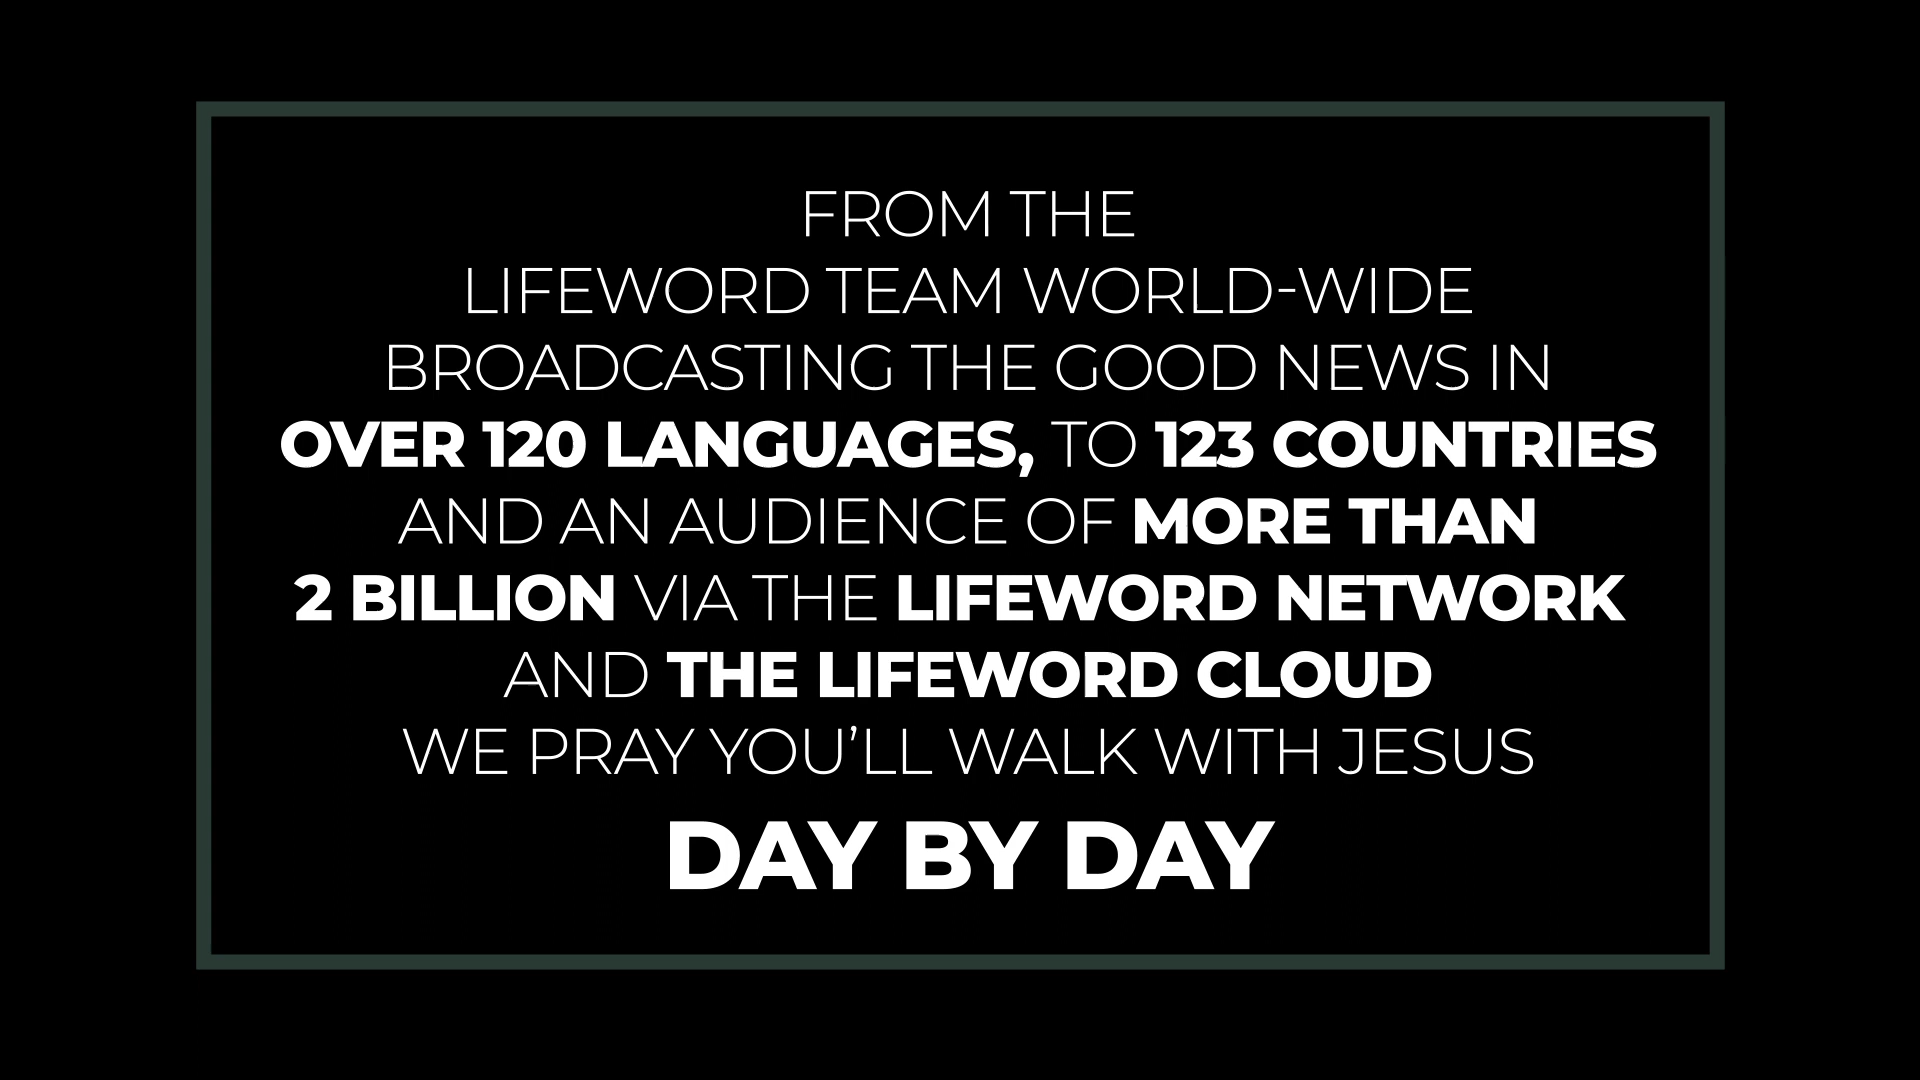 FROM THE
LIFEWORD TEAM WORLD-WIDE
BROADCASTING THE GOOD NEWS IN
OVER 120 LANGUAGES, TO 123 COUNTRIES
AND AN AUDIENCE OF MORE THAN
2 BILLION VIA THE LIFEWORD NETWORK
AND THE LIFEWORD CLOUD
WE PRAY YOU’LL WALK WITH JESUS
DAY BY DAY